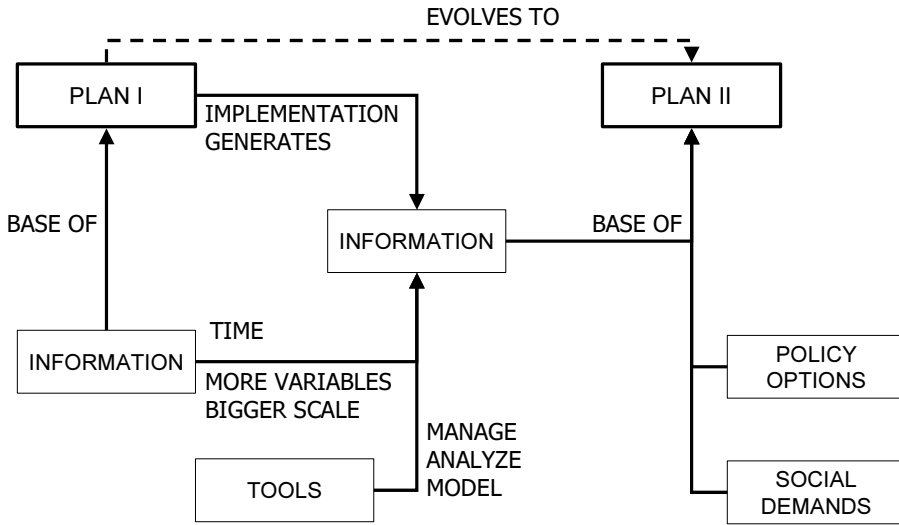 EVOLVES TO
PLAN I
PLAN II
IMPLEMENTATION
GENERATES
BASE OF
INFORMATION
BASE OF
TIME
INFORMATION
MORE VARIABLES
BIGGER SCALE
POLICY
OPTIONS
MANAGE
ANALYZE
MODEL
TOOLS
SOCIAL
DEMANDS